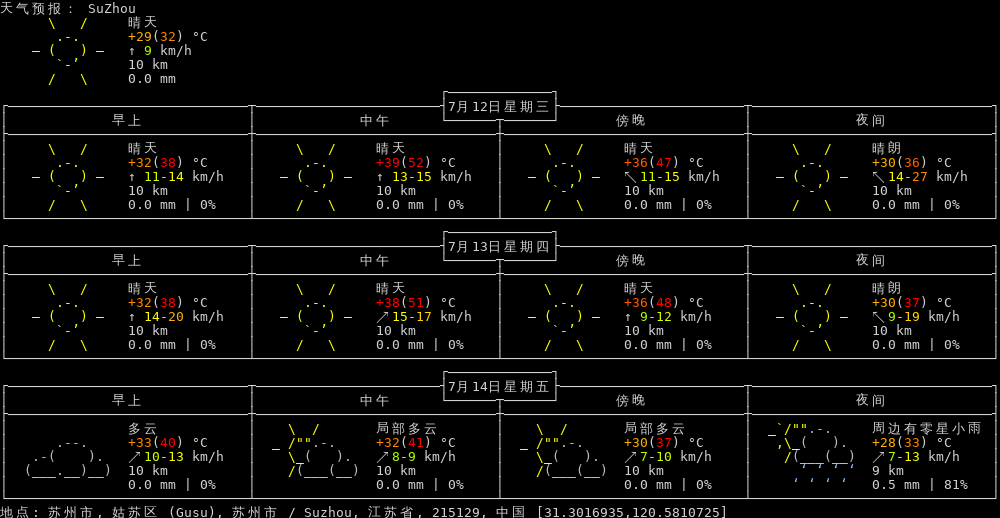 天气预报: SuZhou
晴天
+29(32) °C
↑ 9 km/h
10 km
0.0 mm
7月12日星期三
早上 中午 傍晚 夜间
晴天 晴天 晴天 晴朗
+32(38) °C +39(52) °C +36(47) °C +30(36) °C
↑ 11-14 km/h ↑ 13-15 km/h ↖ 11-15 km/h ↖ 14-27 km/h
10 km 10 km 10 km 10 km
0.0 mm | 0% 0.0 mm | 0% 0.0 mm | 0% 0.0 mm | 0%
7月13日星期四
早上 中午 傍晚 夜间
晴天 晴天 晴天 晴朗
+32(38) °C +38(51) °C +36(48) °C +30(37) °C
↑ 14-20 km/h ↗ 15-17 km/h ↑ 9-12 km/h ↖ 9-19 km/h
10 km 10 km 10 km 10 km
0.0 mm | 0% 0.0 mm | 0% 0.0 mm | 0% 0.0 mm | 0%
7月14日星期五
早上 中午 傍晚 夜间
多云 局部多云 局部多云 周边有零星小雨
+33(40) °C +32(41) °C +30(37) °C +28(33) °C
↗ 10-13 km/h ↗ 8-9 km/h ↗ 7-10 km/h ↗ 7-13 km/h
10 km 10 km 10 km 9 km
0.0 mm | 0% 0.0 mm | 0% 0.0 mm | 0% 0.5 mm | 81%
地点: 苏州市, 姑苏区 (Gusu), 苏州市 / Suzhou, 江苏省, 215129, 中国 [31.3016935,120.5810725]